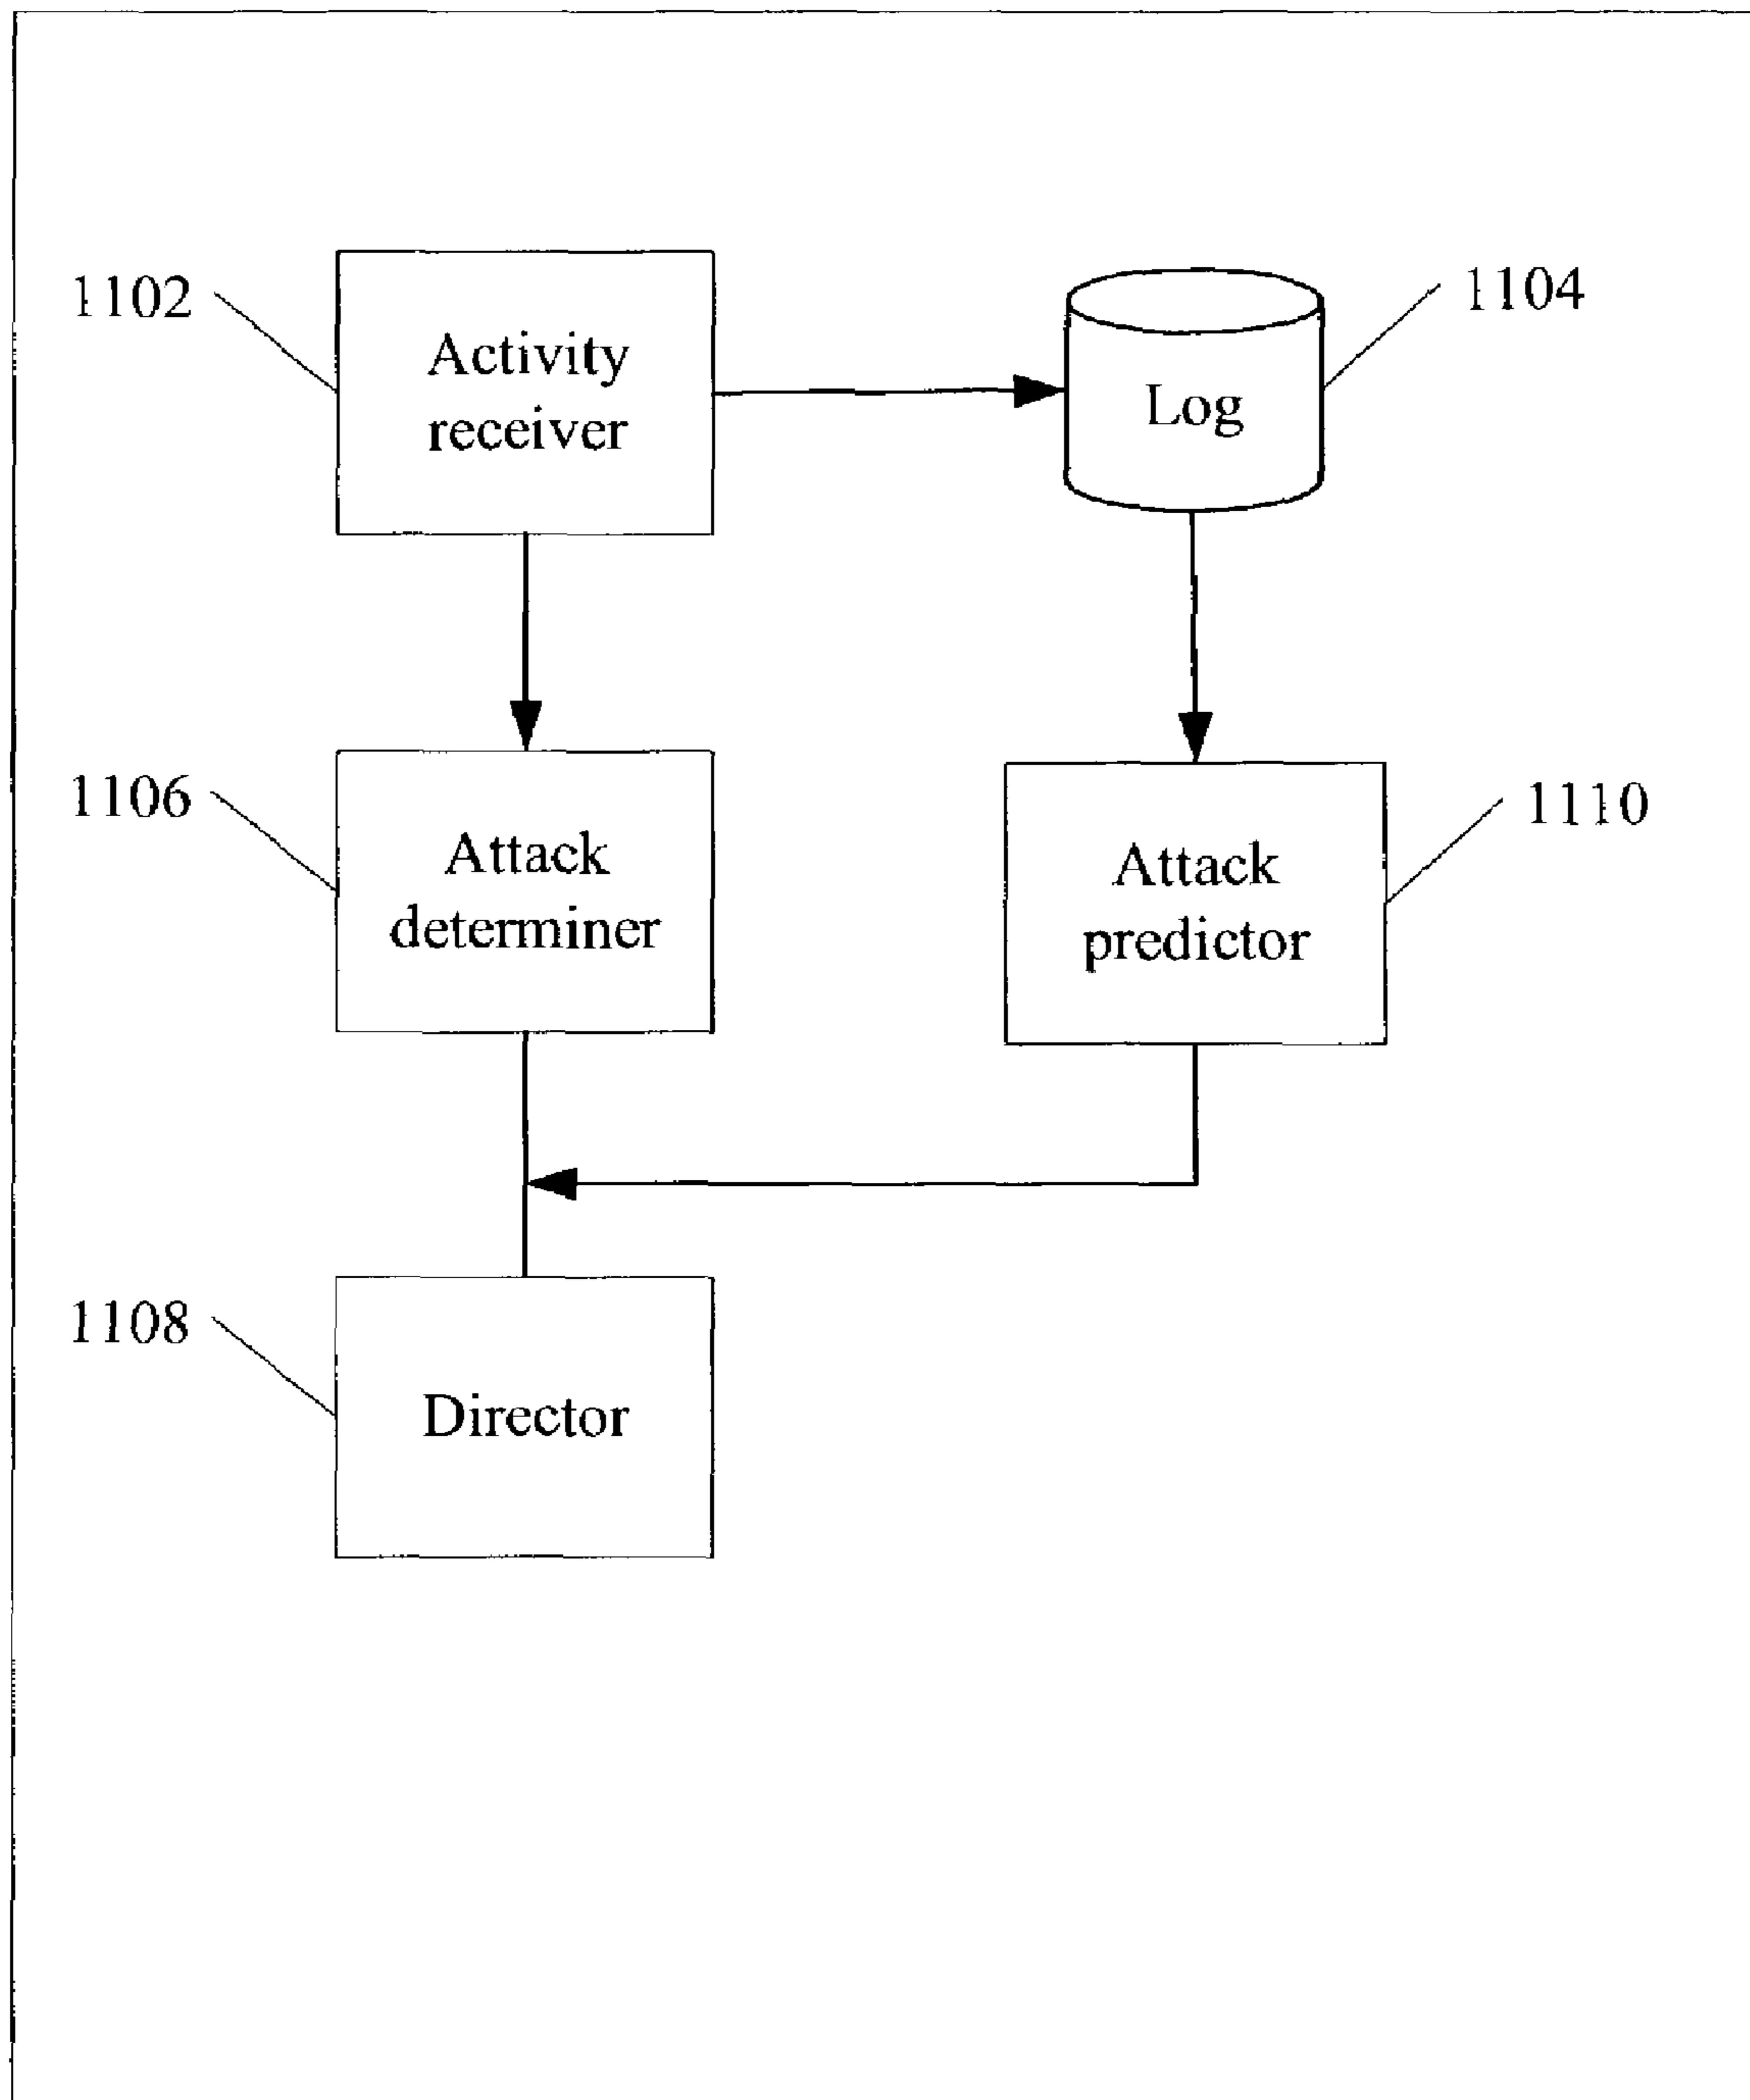 1102
Activity
receiver
Log
1104
1106
Attack
determiner
Attack
predictor
1110
1108
Director